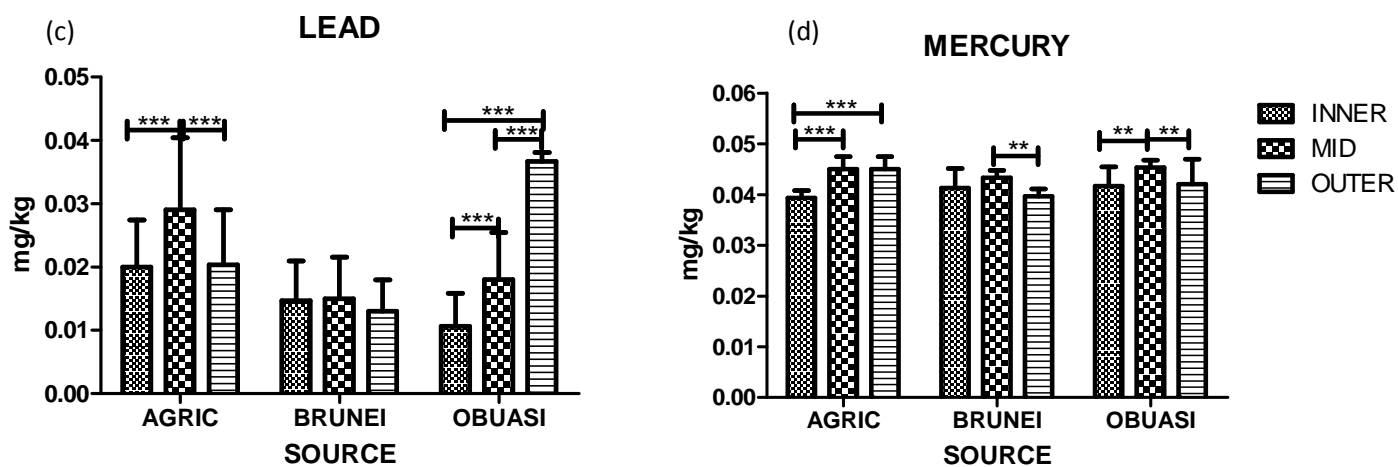 (c)
LEAD
0.05
0.04
0.03
0.02
0.01
0.00
mg/kg
***
***
***
***
***
AGRIC BRUNEI OBUASI
SOURCE
(d)
MERCURY
0.06
0.05
0.04
0.03
0.02
0.01
0.00
mg/kg
***
***
**
**
**
AGRIC BRUNEI OBUASI
SOURCE
INNER
MID
OUTER